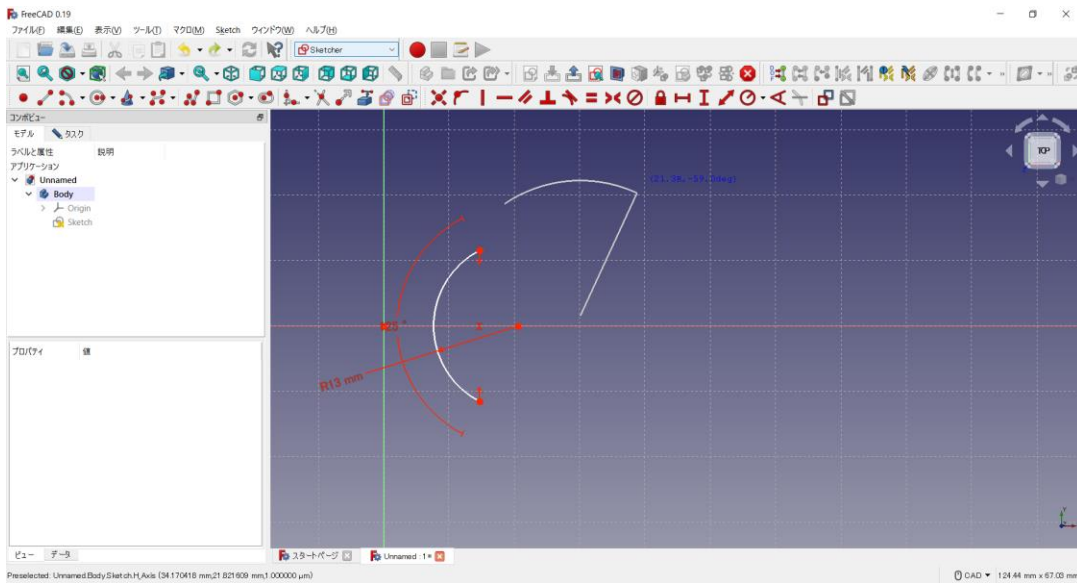 FreeCAD 0.19
ファイル(F) 編集(E) 表示(V) ツール(T) マクロ(M) Sketch ウィンドウ(W) ヘルプ(H)
Sketcher
コンボビュー
モデル タスク
ラベルと属性 説明
アプリケーション
Unnamed
Body
Origin
Sketch
TOP
(21.3R,-59.0deg)
R13 mm
プロパティ 値
ビュー データ
スタートページ Unnamed : 1*
Preselected: Unnamed.Body.Sketch.H_Axis (34.170418 mm,21.821609 mm,1.000000 μm)
CAD 124.44 mm x 67.03 mm